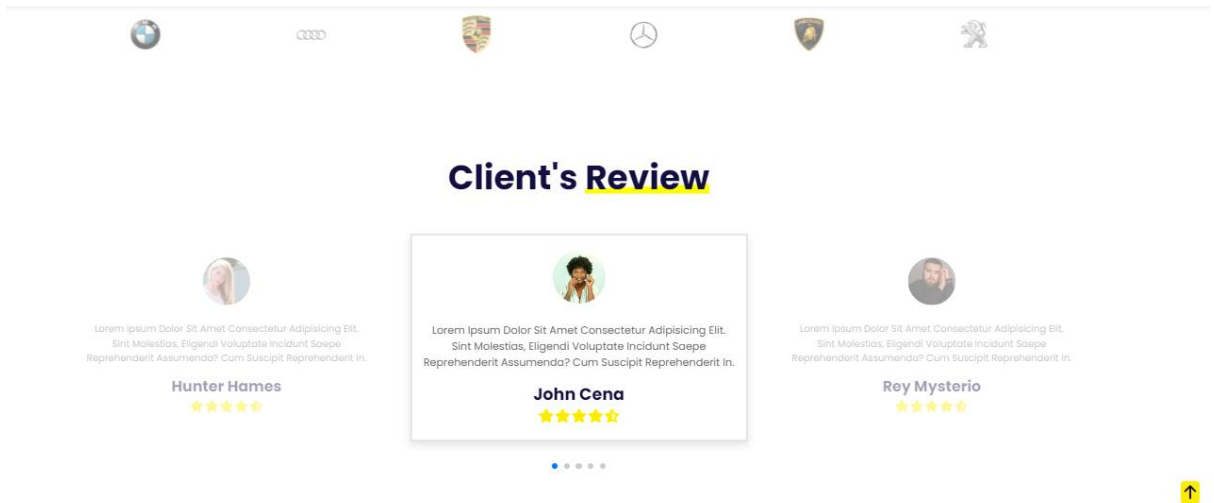 Client's Review
Lorem Ipsum Dolor Sit Amet Consectetur Adipisicing Elit.
Sint Molestias, Eligendi Voluptate Incidunt Saepe
Reprehenderit Assumenda? Cum Suscipit Reprehenderit In.
Hunter Hames
Lorem Ipsum Dolor Sit Amet Consectetur Adipisicing Elit.
Sint Molestias, Eligendi Voluptate Incidunt Saepe
Reprehenderit Assumenda? Cum Suscipit Reprehenderit In.
John Cena
Lorem Ipsum Dolor Sit Amet Consectetur Adipisicing Elit.
Sint Molestias, Eligendi Voluptate Incidunt Saepe
Reprehenderit Assumenda? Cum Suscipit Reprehenderit In.
Rey Mysterio